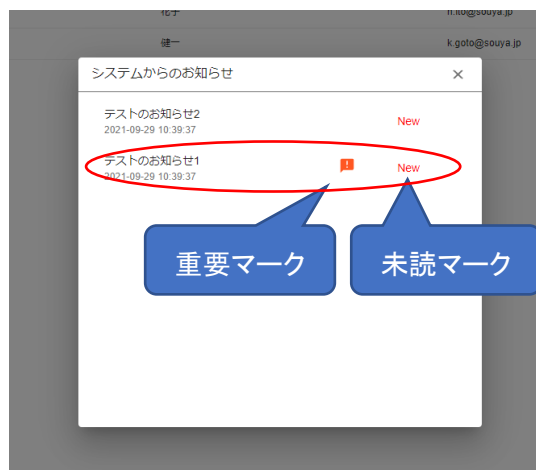 花子 h.ito@souya.jp
健一 k.goto@souya.jp
システムからのお知らせ ×
テストのお知らせ2
2021-09-29 10:39:37
New
テストのお知らせ1
2021-09-29 10:39:37
New
重要マーク 未読マーク